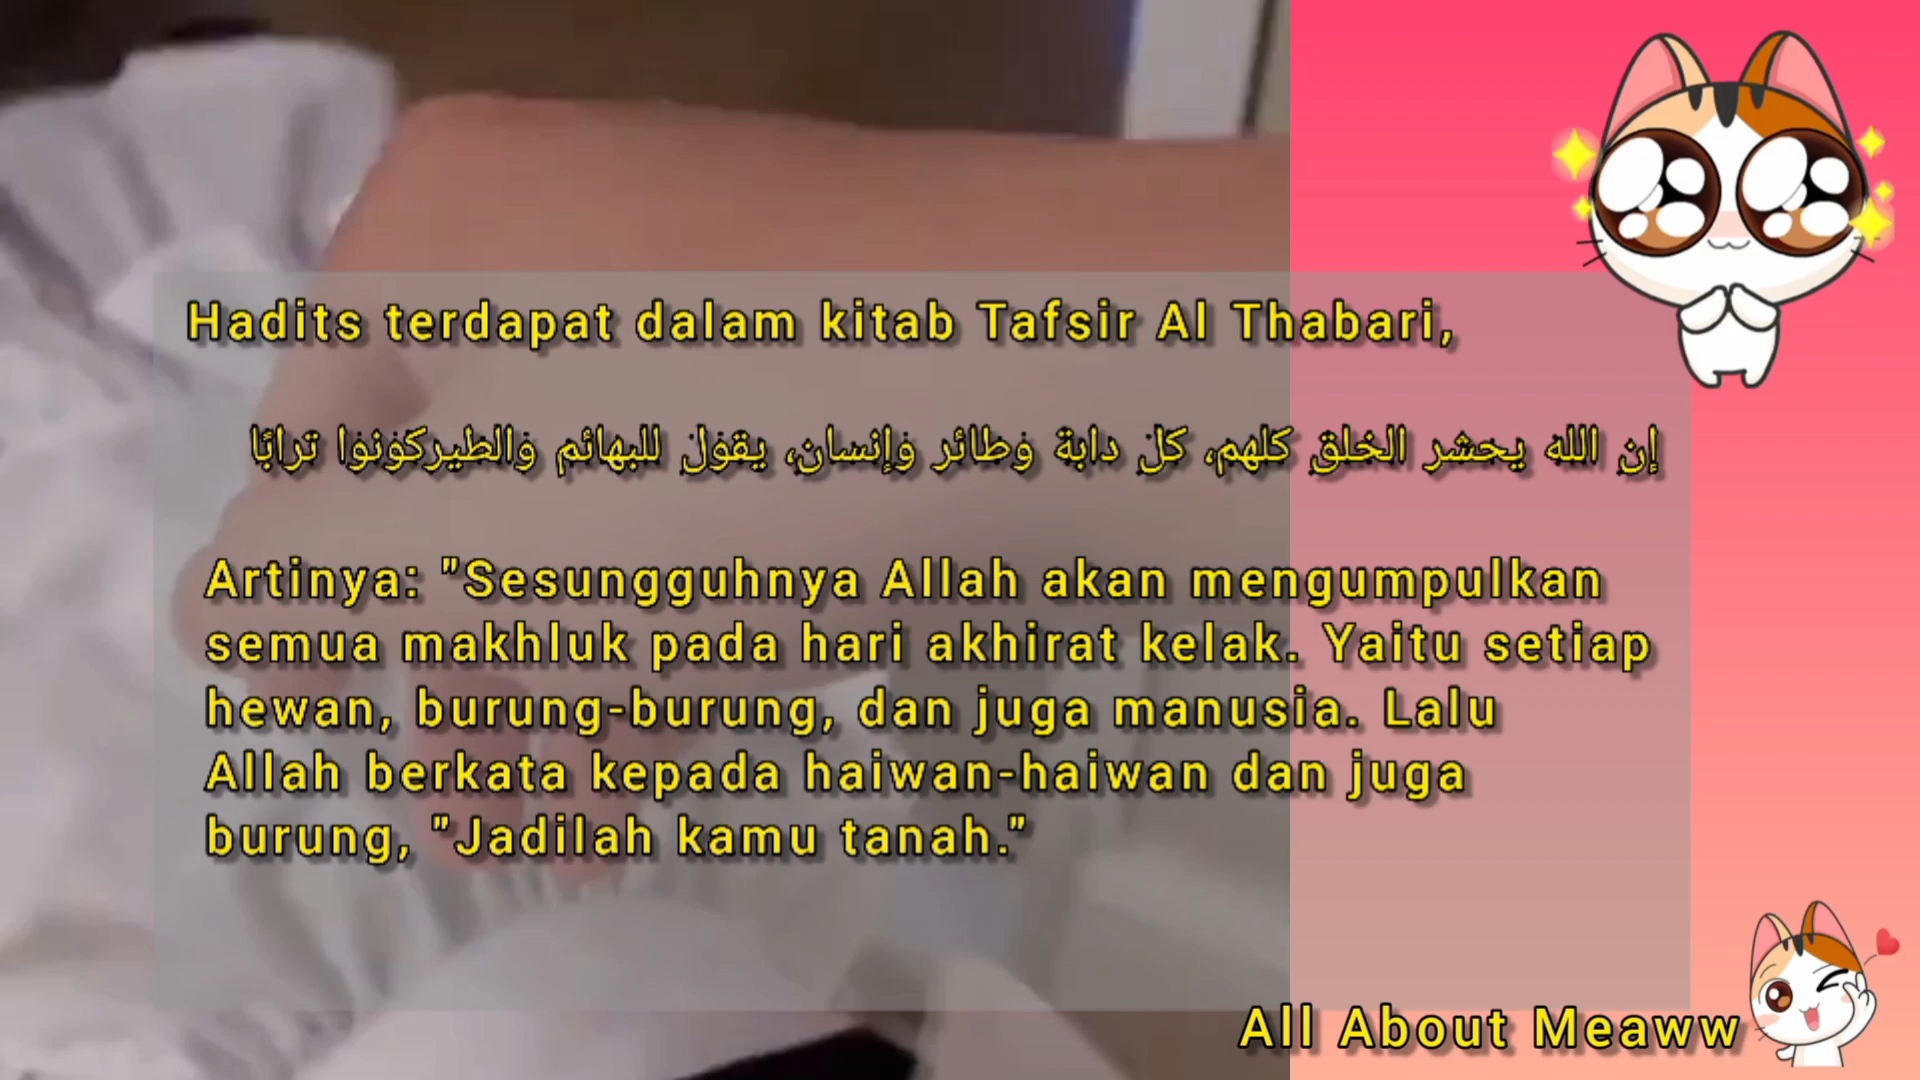 Hadits terdapat dalam kitab Tafsir Al Thabari,
إن الله يحشر الخلق كلهم، كل دابة وطائر وإنسان، يقول للبهائم والطيركونوا ترابًا
Artinya: "Sesungguhnya Allah akan mengumpulkan
semua makhluk pada hari akhirat kelak. Yaitu setiap
hewan, burung-burung, dan juga manusia. Lalu
Allah berkata kepada haiwan-haiwan dan juga
burung, "Jadilah kamu tanah."
All About Meaww